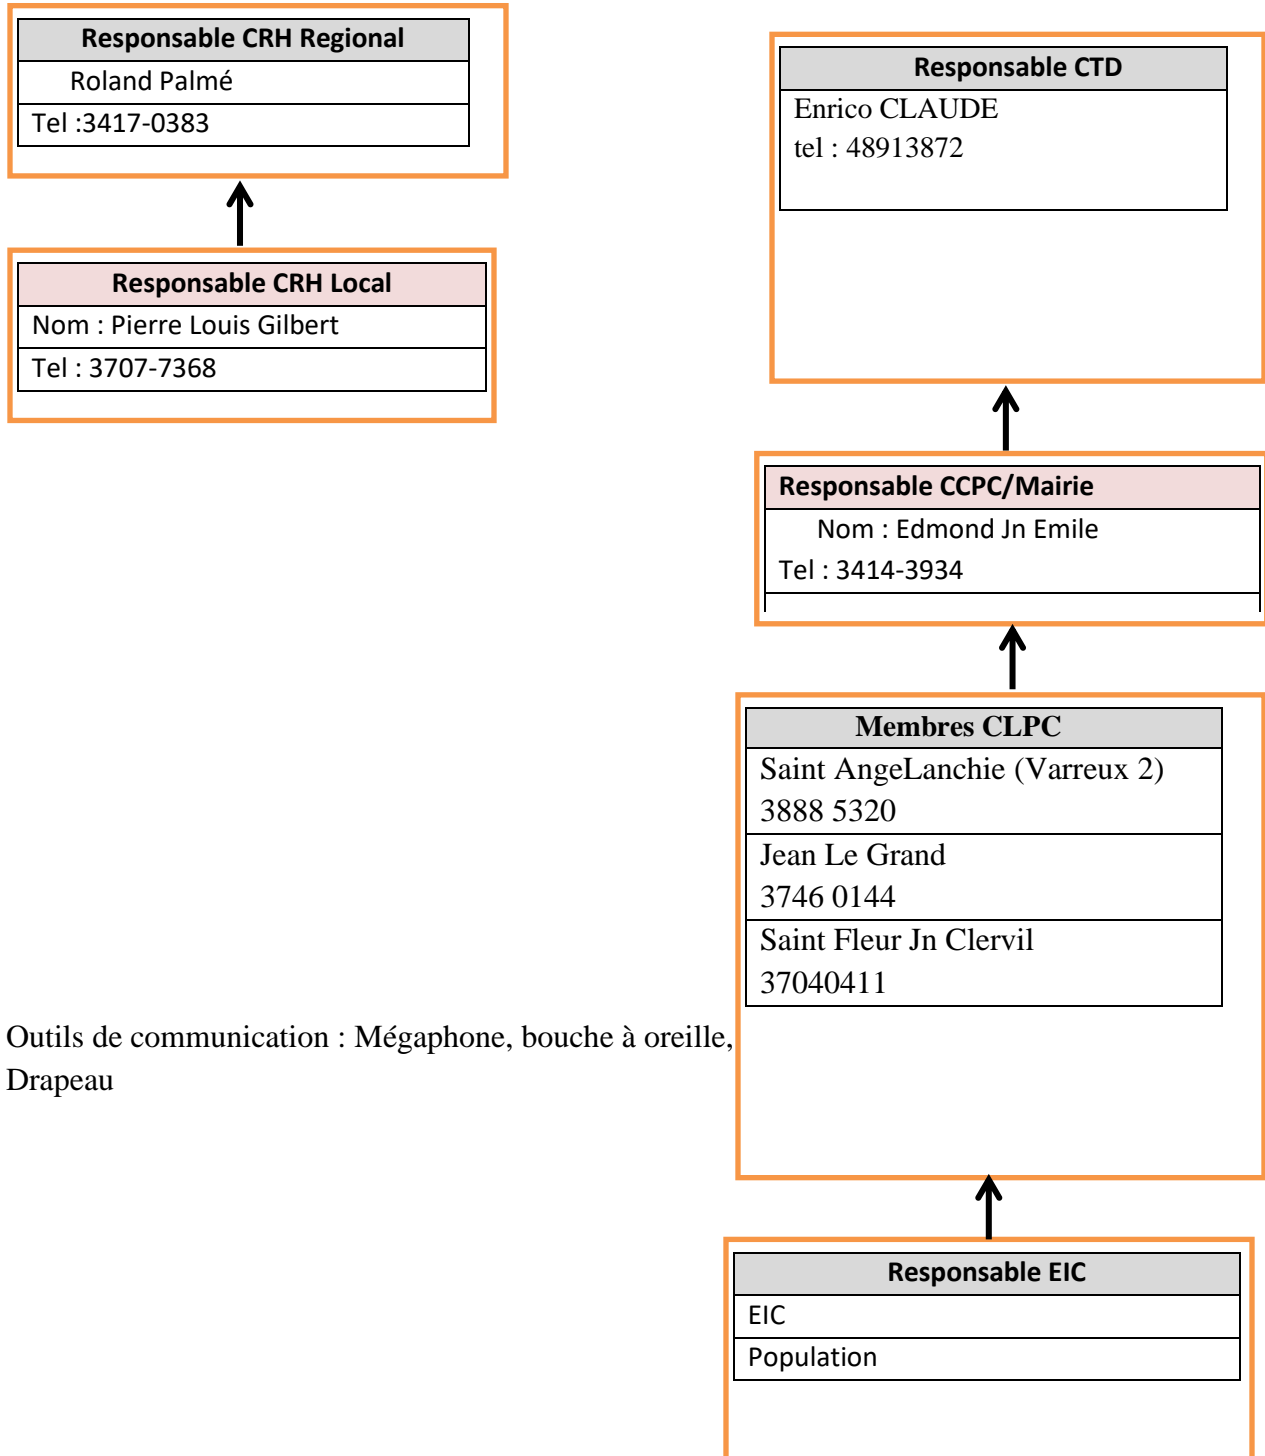 Responsable CRH Regional
Roland Palmé
Tel :3417-0383
Responsable CRH Local
Nom : Pierre Louis Gilbert
Tel : 3707-7368
Responsable CTD
Enrico CLAUDE
tel : 48913872
Responsable CCPC/Mairie
Nom : Edmond Jn Emile
Tel : 3414-3934
Membres CLPC
Saint AngeLanchie (Varreux 2)
3888 5320
Jean Le Grand
3746 0144
Saint Fleur Jn Clervil
37040411
Outils de communication : Mégaphone, bouche à oreille,
Drapeau
Responsable EIC
EIC
Population